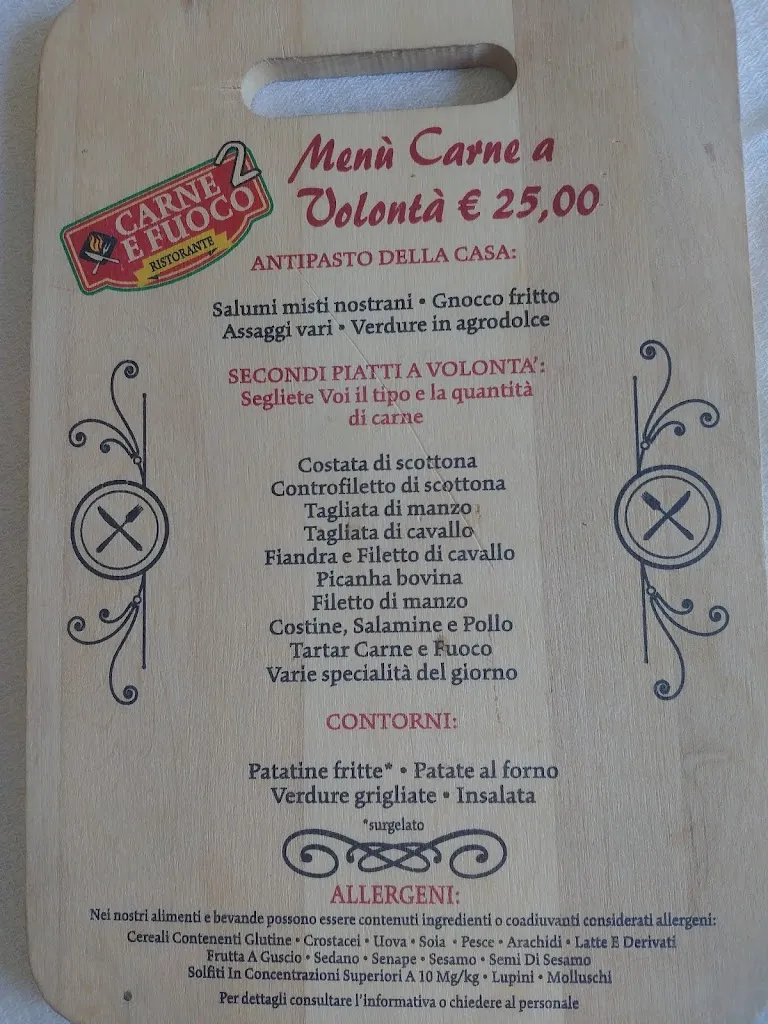 CARNE 2
E FUOCO
RISTORANTE
Menù Carne a
Volontà € 25,00
ANTIPASTO DELLA CASA:
Salumi misti nostrani • Gnocco fritto
Assaggi vari • Verdure in agrodolce
SECONDI PIATTI A VOLONTA':
Segliete Voi il tipo e la quantità
di carne
Costata di scottona
Controfiletto di scottona
Tagliata di manzo
Tagliata di cavallo
Fiandra e Filetto di cavallo
Picanha bovina
Filetto di manzo
Costine, Salamine e Pollo
Tartar Carne e Fuoco
Varie specialità del giorno
CONTORNI:
Patatine fritte* • Patate al forno
Verdure grigliate • Insalata
*surgelato
ALLERGENI:
Nei nostri alimenti e bevande possono essere contenuti ingredienti o coadiuvanti considerati allergeni:
Cereali Contenenti Glutine • Crostacei • Uova • Soia • Pesce • Arachidi • Latte E Derivati
Frutta A Guscio • Sedano • Senape • Sesamo • Semi Di Sesamo
Solfiti In Concentrazioni Superiori A 10 Mg/kg • Lupini • Molluschi
Per dettagli consultare l'informativa o chiedere al personale